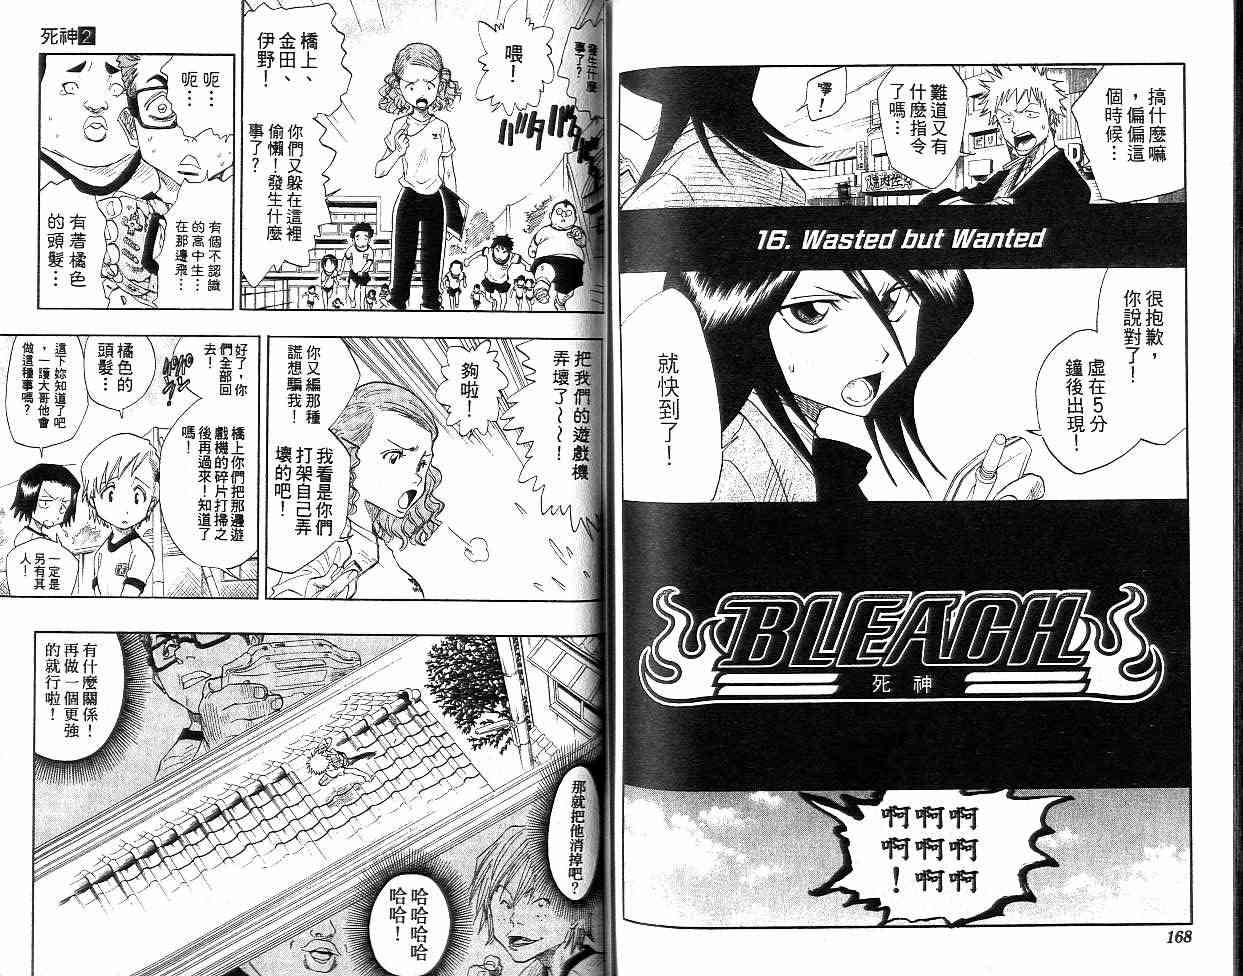 搞什麼嘛
，偏偏這
個時候…
難道又有
什麼指令
了嗎…
嗶！
燒肉
16. Wasted but Wanted
很抱歉，
你說對了！
虛在5分
鐘後出現！
就
快
到
了！
BLEACH
死神
啊啊啊
啊啊啊
啊啊！
168
死神2
發生什麼
事了？
喂！
橋上、
金田、
伊野！
你們又躲在這裡
偷懶！發生什麼
事了？
呃…
呃…
有個不認識
的高中生…
在那邊飛…
有著橘色
的頭髮…
把我們的遊戲機
弄壞了～～～！
夠啦！
你又編那種
謊想騙我！
我看是你們
打架自己弄
壞的吧！
好了，你
們全部回
去！
橋上你們把那邊遊
戲機的碎片打掃之
後再過來！知道了
嗎！
橘色的
頭髮…
這下妳知道了吧
，一護大哥他會
做這種事嗎？
一定是
另有其
人！
有什麼關係！
再做一個更強
的就行啦！
那就把他消掉吧？
哈哈哈哈
哈哈！